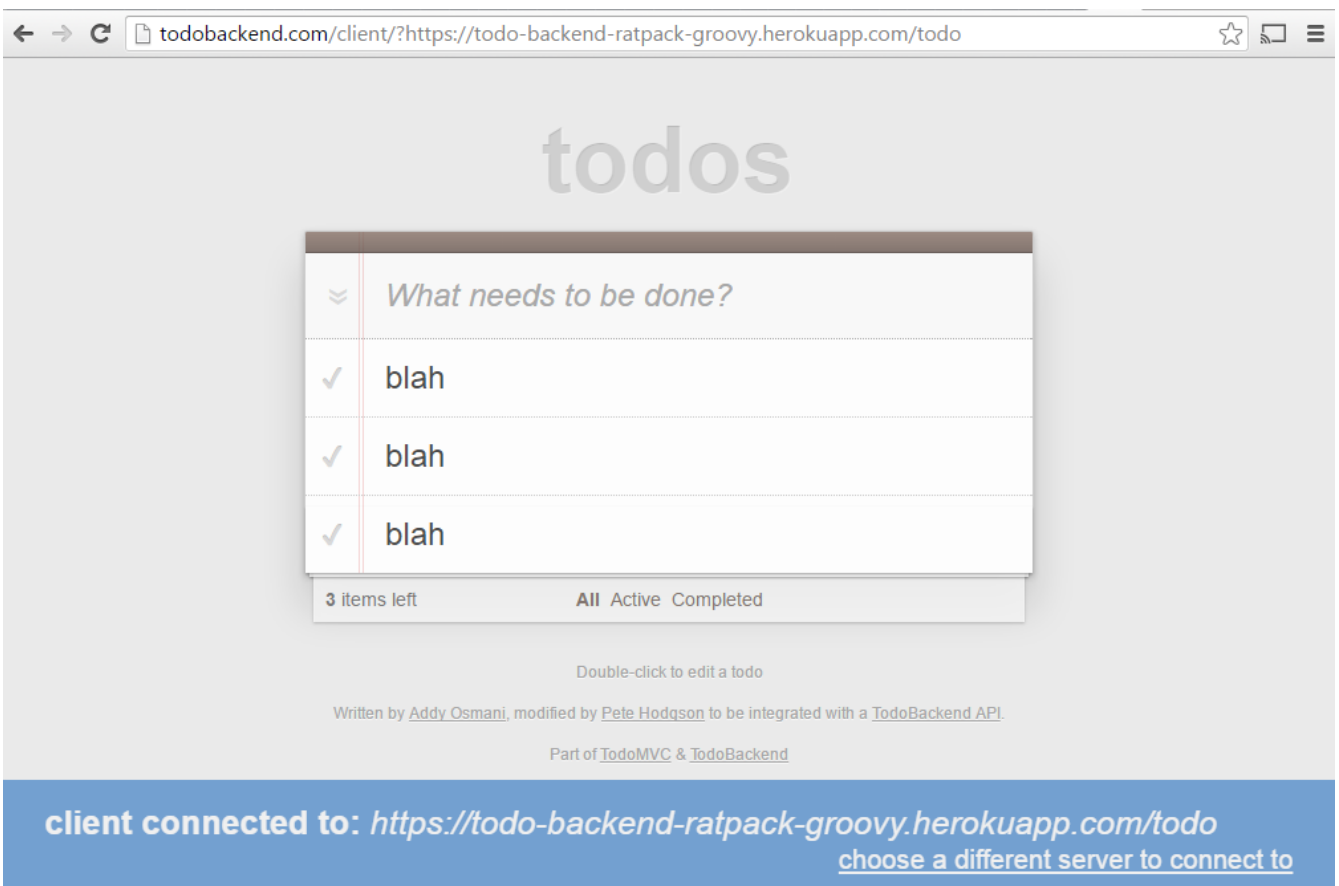 todobackend.com/client/?https://todo-backend-ratpack-groovy.herokuapp.com/todo
todos
What needs to be done?
blah
blah
blah
3 items left All Active Completed
Double-click to edit a todo
Written by Addy Osmani, modified by Pete Hodgson to be integrated with a TodoBackend API.
Part of TodoMVC & TodoBackend
client connected to: https://todo-backend-ratpack-groovy.herokuapp.com/todo
choose a different server to connect to